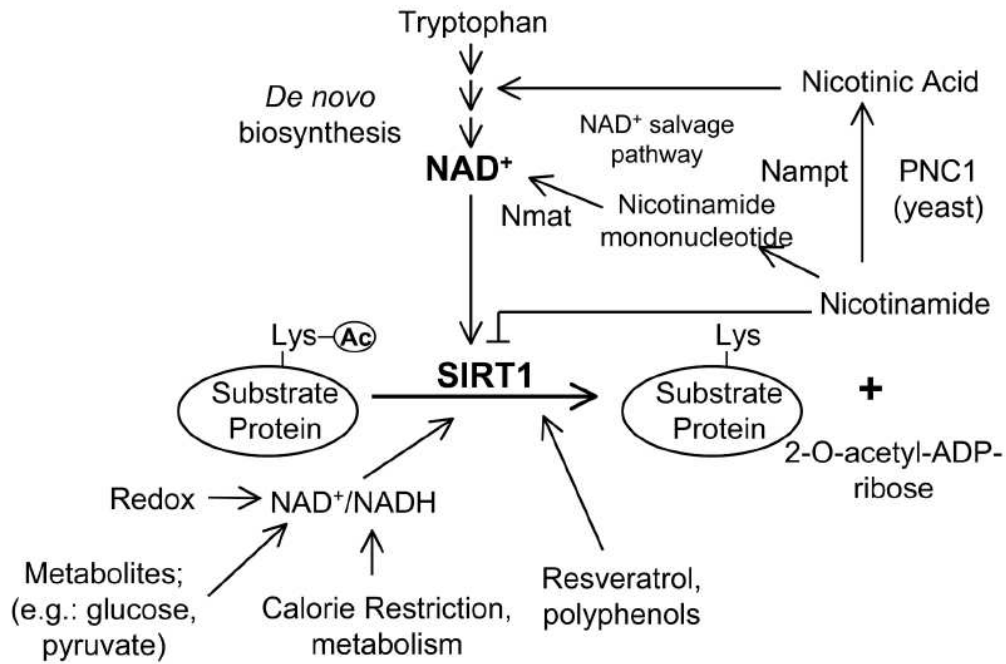 Tryptophan
De novo
biosynthesis
Nicotinic Acid
NAD⁺ salvage
pathway
NAD⁺
Nampt
PNC1
(yeast)
Nmat
Nicotinamide
mononucleotide
Nicotinamide
Lys
Ac
Substrate
Protein
SIRT1
Lys
Substrate
Protein
+
2-O-acetyl-ADP-
ribose
Redox
NAD⁺/NADH
Metabolites;
(e.g.: glucose,
pyruvate)
Calorie Restriction,
metabolism
Resveratrol,
polyphenols